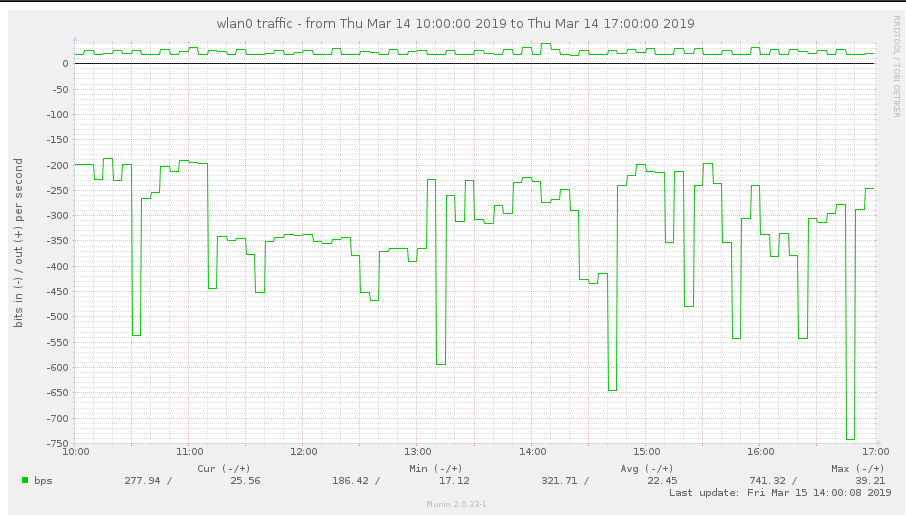 wlan0 traffic - from Thu Mar 14 10:00:00 2019 to Thu Mar 14 17:00:00 2019
RRDTOOL / TOBI OETIKER
bits in (-) / out (+) per second
0
-50
-100
-150
-200
-250
-300
-350
-400
-450
-500
-550
-600
-650
-700
-750
10:00 11:00 12:00 13:00 14:00 15:00 16:00 17:00
Cur (-/+) Min (-/+) Avg (-/+) Max (-/+)
bps 277.94 / 25.56 186.42 / 17.12 321.71 / 22.45 741.32 / 39.21
Last update: Fri Mar 15 14:00:08 2019
Munin 2.0.33-1